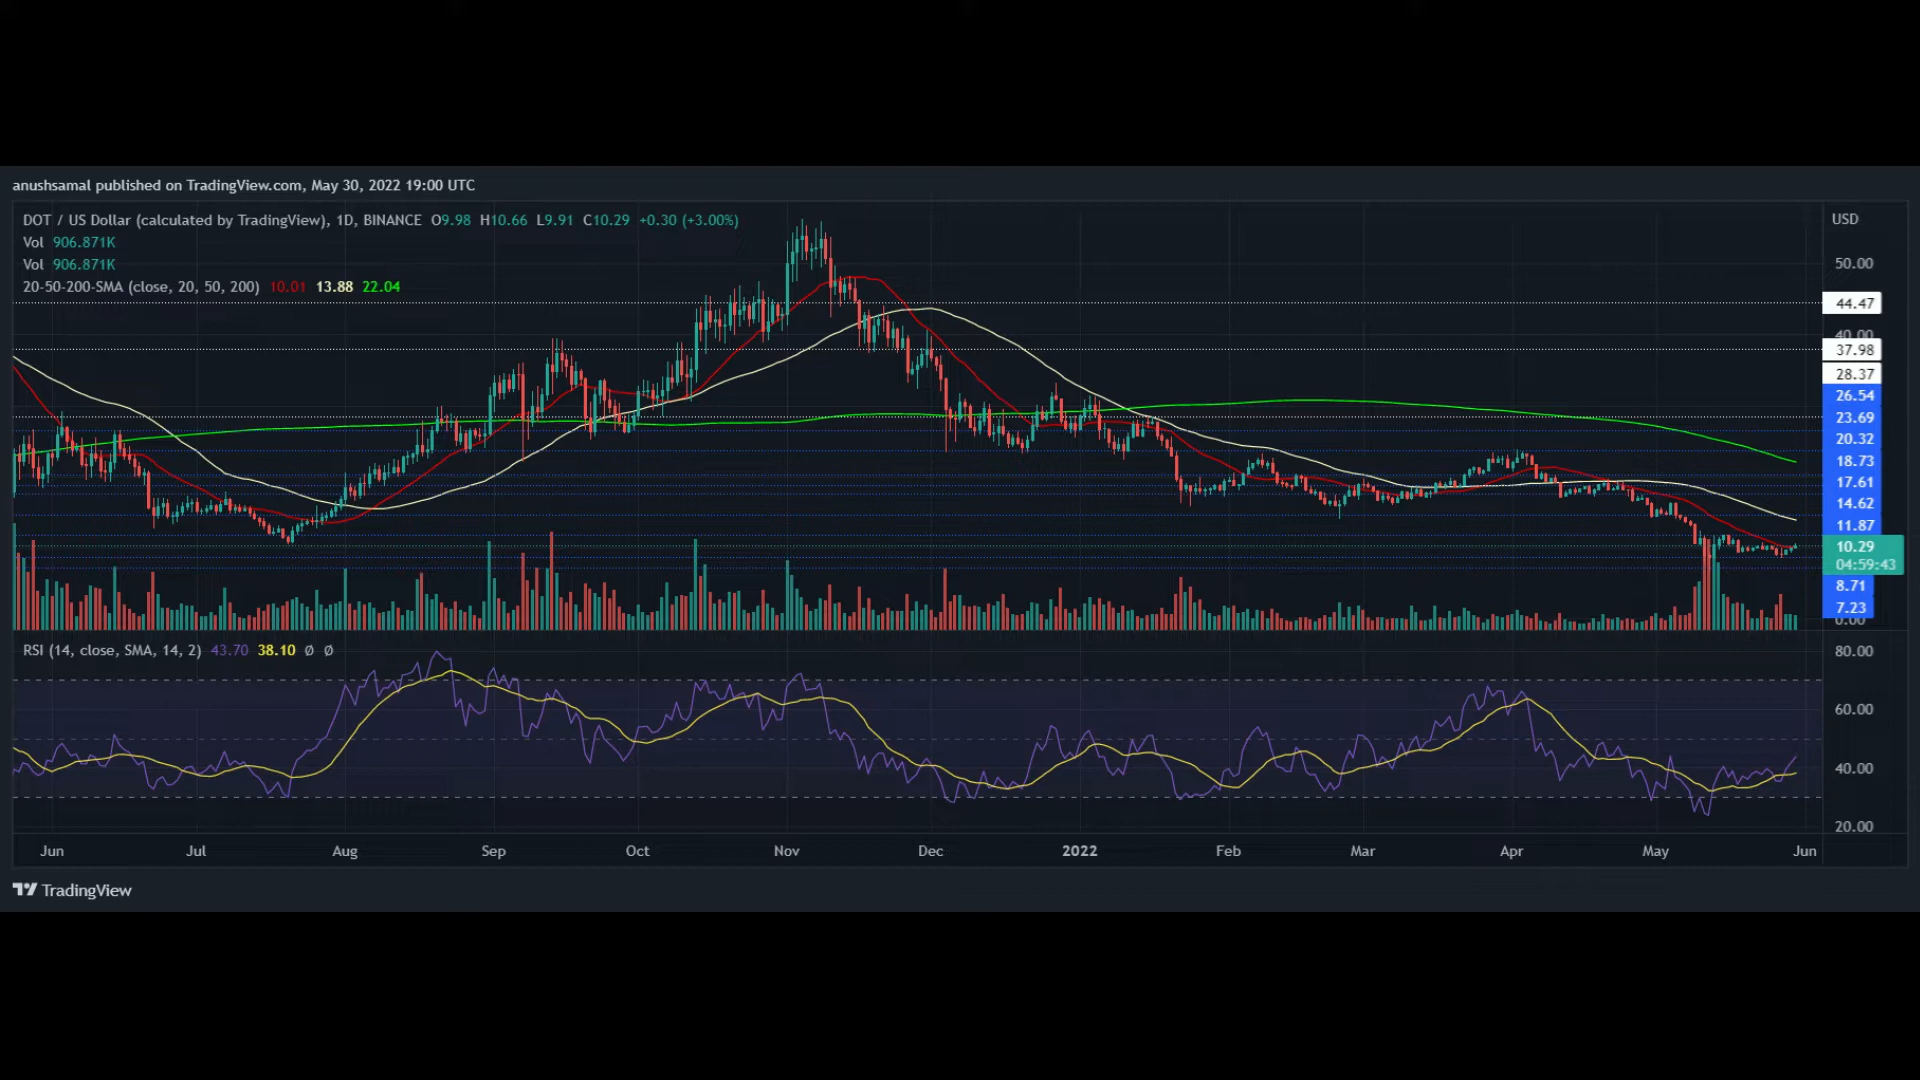 anushsamal published on TradingView.com, May 30, 2022 19:00 UTC
DOT / US Dollar (calculated by TradingView), 1D, BINANCE O9.98 H10.66 L9.91 C10.29 +0.30 (+3.00%)
USD
Vol 906.871K
Vol 906.871K
20-50-200-SMA (close, 20, 50, 200) 10.01 13.88 22.04
50.00
44.47
40.00
37.98
28.37
26.54
23.69
20.32
18.73
17.61
14.62
11.87
10.29
04:59:43
8.71
7.23
0.00
RSI (14, close, SMA, 14, 2) 43.70 38.10 Ø Ø
80.00
60.00
40.00
20.00
Jun Jul Aug Sep Oct Nov Dec 2022 Feb Mar Apr May Jun
TradingView